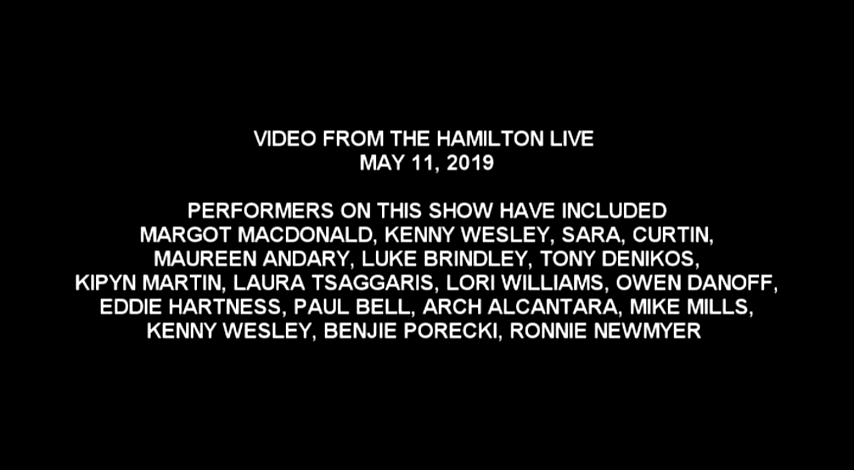 VIDEO FROM THE HAMILTON LIVE
MAY 11, 2019
PERFORMERS ON THIS SHOW HAVE INCLUDED
MARGOT MACDONALD, KENNY WESLEY, SARA, CURTIN,
MAUREEN ANDARY, LUKE BRINDLEY, TONY DENIKOS,
KIPYN MARTIN, LAURA TSAGGARIS, LORI WILLIAMS, OWEN DANOFF,
EDDIE HARTNESS, PAUL BELL, ARCH ALCANTARA, MIKE MILLS,
KENNY WESLEY, BENJIE PORECKI, RONNIE NEWMYER